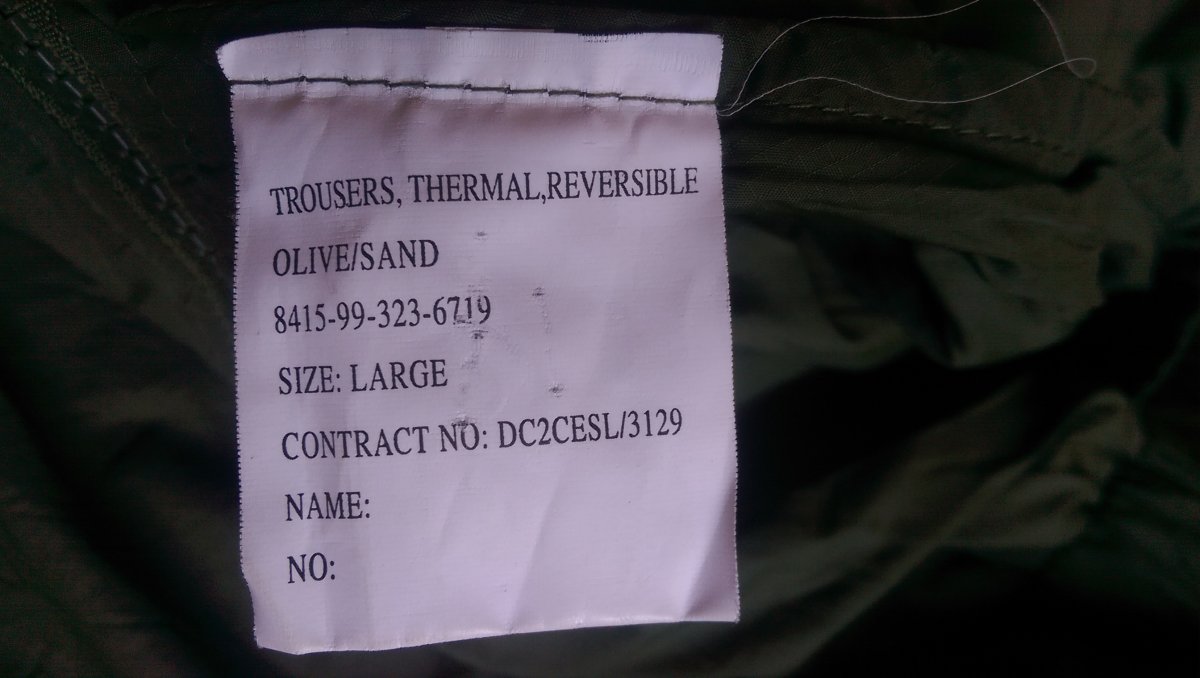 TROUSERS, THERMAL,REVERSIBLE
OLIVE/SAND
8415-99-323-6719
SIZE: LARGE
CONTRACT NO: DC2CESL/3129
NAME:
NO: